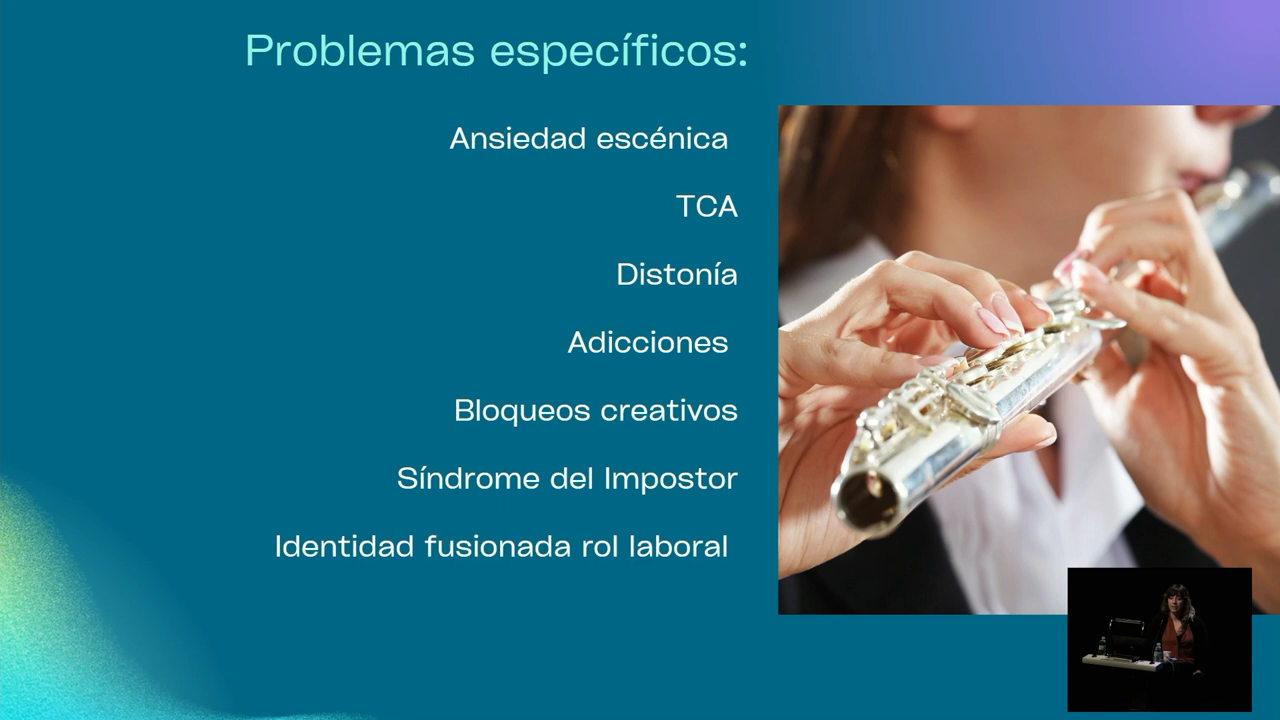 Problemas específicos:
Ansiedad escénica
TCA
Distonía
Adicciones
Bloqueos creativos
Síndrome del Impostor
Identidad fusionada rol laboral